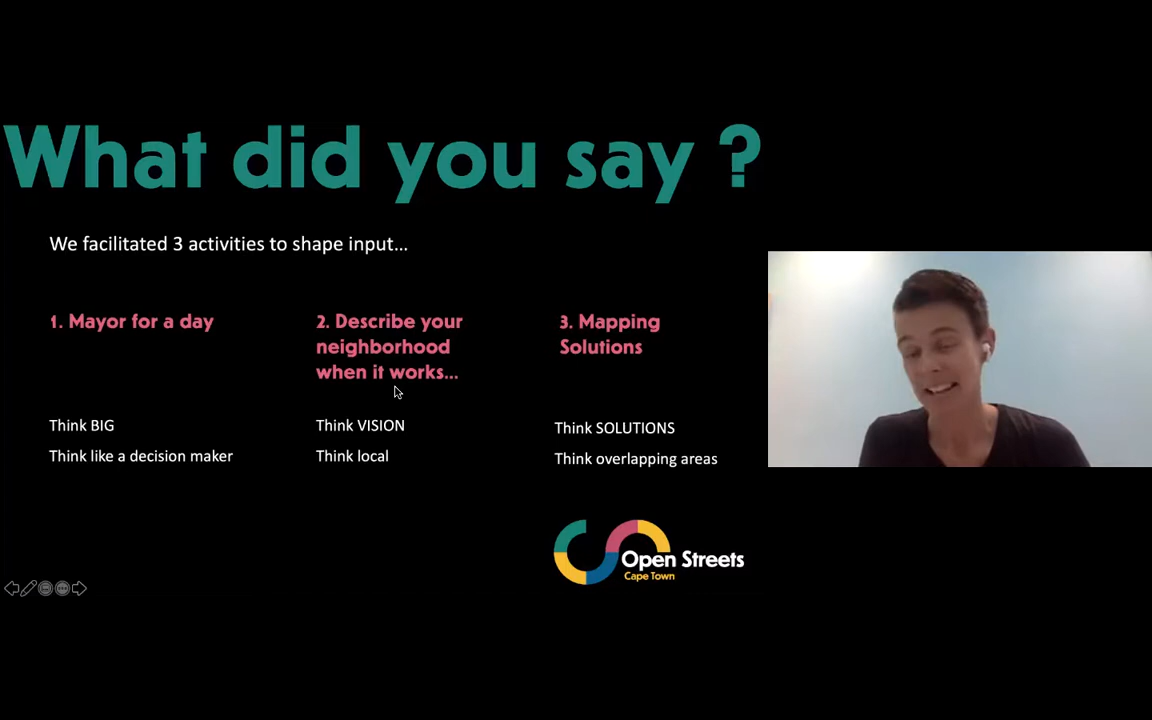 What did you say ?
We facilitated 3 activities to shape input...
1. Mayor for a day
Think BIG
Think like a decision maker
2. Describe your
neighborhood
when it works...
Think VISION
Think local
3. Mapping
Solutions
Think SOLUTIONS
Think overlapping areas
Open Streets
Cape Town